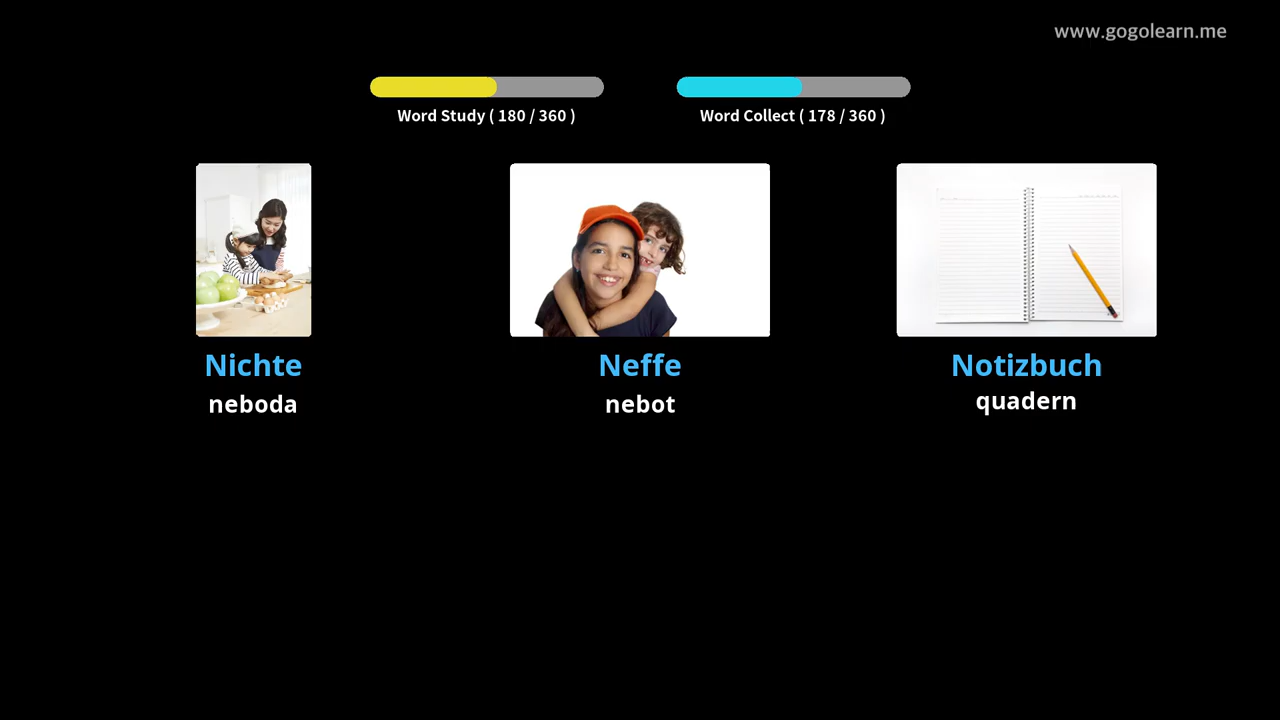 www.gogolearn.me
Word Study ( 180 / 360 )
Word Collect ( 178 / 360 )
Nichte
neboda
Neffe
nebot
Notizbuch
quadern